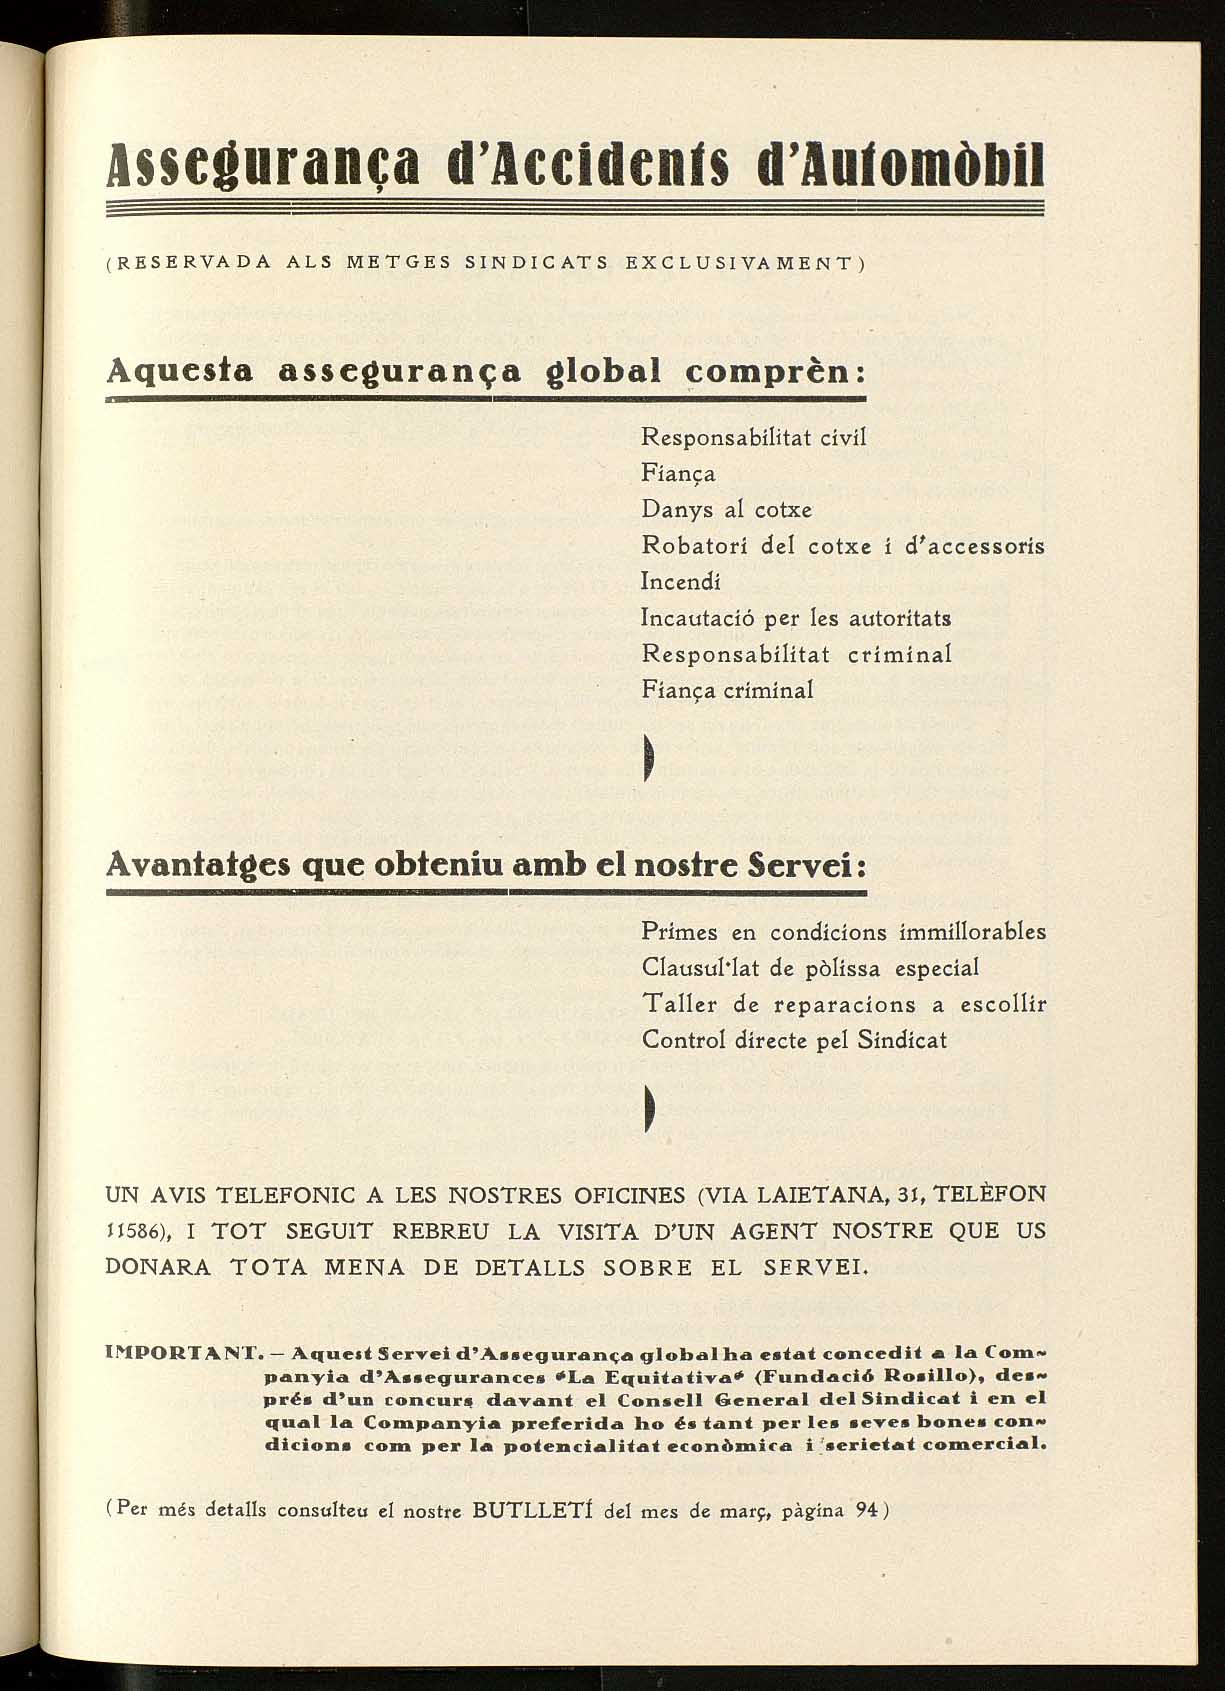 Assegurança d'Accidents d'Automòbil
(RESERVADA ALS METGES SINDICATS EXCLUSIVAMENT)
Aquesta assegurança global comprèn:
Responsabilitat civil
Fiança
Danys al cotxe
Robatori del cotxe i d'accessoris
Incendi
Incautació per les autoritats
Responsabilitat criminal
Fiança criminal
Avantatges que obteniu amb el nostre Servei:
Primes en condicions immillorables
Clausul·lat de pòlissa especial
Taller de reparacions a escollir
Control directe pel Sindicat
UN AVIS TELEFONIC A LES NOSTRES OFICINES (VIA LAIETANA, 31, TELÈFON
11586), I TOT SEGUIT REBREU LA VISITA D'UN AGENT NOSTRE QUE US
DONARA TOTA MENA DE DETALLS SOBRE EL SERVEI.
IMPORTANT. — Aquest Servei d'Assegurança global ha estat concedit a la Com-
panyia d'Assegurances "La Equitativa" (Fundació Rosillo), des-
prés d'un concurs davant el Consell General del Sindicat i en el
qual la Companyia preferida ho és tant per les seves bones con-
dicions com per la potencialitat econòmica i serietat comercial.
(Per més detalls consulteu el nostre BUTLLETÍ del mes de març, pàgina 94)